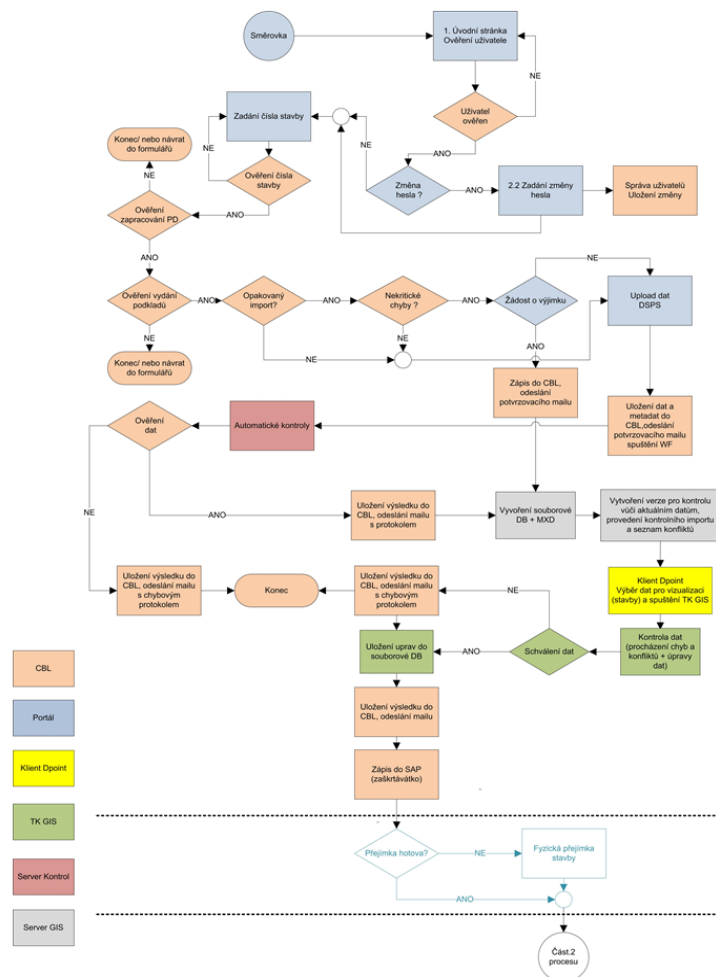 Směrovka
1. Úvodní stránka
Ověření uživatele
NE
Uživatel
ověřen
ANO
Zadání čísla stavby
NE
NE
Ověření čísla
stavby
Změna
hesla ?
ANO
2.2 Zadání změny
hesla
Správa uživatelů
Uložení změny
Konec/ nebo návrat
do formulářů
NE
Ověření
zapracování PD
ANO
ANO
Ověření vydání
podkladů
ANO
Opakovaný
import?
ANO
Nekritické
chyby ?
ANO
Žádost o výjimku
NE
Upload dat
DSPS
NE
NE
NE
ANO
Konec/ nebo návrat
do formulářů
Zápis do CBL,
odeslání
potvrzovacího mailu
Ověření
dat
Automatické kontroly
Uložení dat a
metadat do
CBL,odeslání
potvrzovacího mailu
spuštění WF
NE
ANO
Uložení výsledku do
CBL, odeslání mailu
s protokolem
Vyvoření souborové
DB + MXD
Vytvoření verze pro kontrolu
vůči aktuálním datům,
provedení kontrolního importu
a seznam konfliktů
Uložení výsledku do
CBL, odeslání mailu
s chybovým
protokolem
Konec
Uložení výsledku do
CBL, odeslání mailu
s chybovým
protokolem
NE
Klient Dpoint
Výběr dat pro vizualizaci
(stavby) a spuštění TK GIS
Uložení uprav do
souborové DB
ANO
Schválení dat
Kontrola dat
(procházení chyb a
konfliktů + úpravy
dat)
CBL
Uložení výsledku do
CBL, odeslání mailu
Portál
Zápis do SAP
(zaškrtávátko)
Klient Dpoint
TK GIS
Přejímka hotova?
NE
Fyzická přejímka
stavby
Server Kontrol
ANO
Server GIS
Část.2
procesu